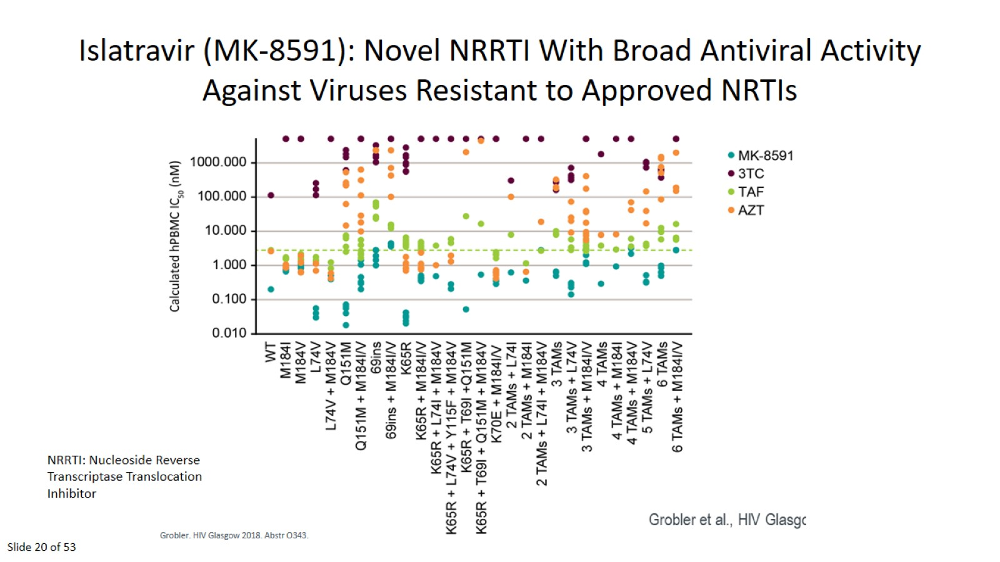 Islatravir (MK-8591): Novel NRRTI With Broad Antiviral Activity
Against Viruses Resistant to Approved NRTIs
Calculated hPBMC IC50 (nM)
1000.000
100.000
10.000
1.000
0.100
0.010
MK-8591
3TC
TAF
AZT
WT
M184I
M184V
L74V
L74V + M184V
Q151M
Q151M + M184I/V
69ins
69ins + M184I/V
K65R
K65R + M184I/V
K65R + L74I + M184V
K65R + L74V + Y115F + M184V
K65R + T69I +Q151M
K65R + T69I + Q151M + M184V
K70E + M184I/V
2 TAMs + L74I
2 TAMs + M184I
2 TAMs + L74I + M184V
3 TAMs
3 TAMs + L74V
3 TAMs + M184I/V
4 TAMs
4 TAMs + M184I
4 TAMs + M184V
5 TAMs + L74V
6 TAMs
6 TAMs + M184I/V
NRRTI: Nucleoside Reverse
Transcriptase Translocation
Inhibitor
Grobler et al., HIV Glasgo
Grobler. HIV Glasgow 2018. Abstr O343.
Slide 20 of 53